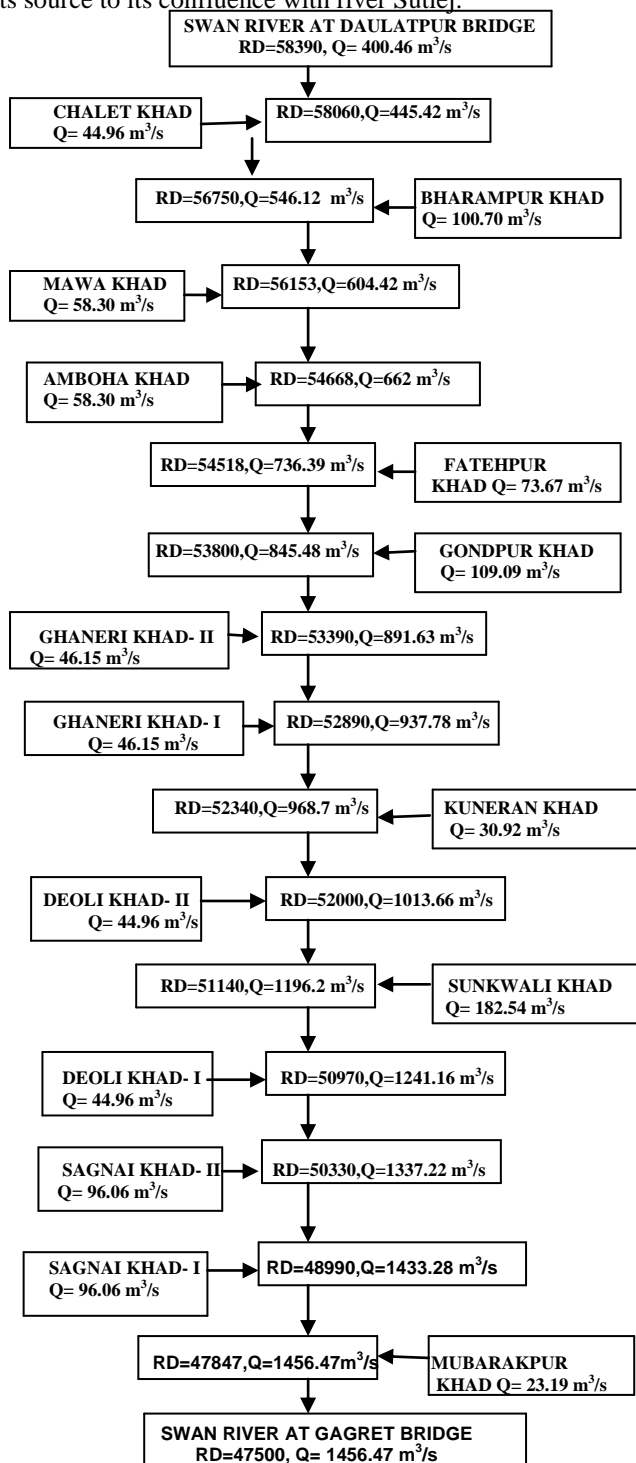 ts source to its confluence with river Sutlej.
SWAN RIVER AT DAULATPUR BRIDGE
RD=58390, Q= 400.46 m³/s
CHALET KHAD
Q= 44.96 m³/s
RD=58060,Q=445.42 m³/s
RD=56750,Q=546.12 m³/s
BHARAMPUR KHAD
Q= 100.70 m³/s
MAWA KHAD
Q= 58.30 m³/s
RD=56153,Q=604.42 m³/s
AMBOHA KHAD
Q= 58.30 m³/s
RD=54668,Q=662 m³/s
RD=54518,Q=736.39 m³/s
FATEHPUR
KHAD Q= 73.67 m³/s
RD=53800,Q=845.48 m³/s
GONDPUR KHAD
Q= 109.09 m³/s
GHANERI KHAD- II
Q= 46.15 m³/s
RD=53390,Q=891.63 m³/s
GHANERI KHAD- I
Q= 46.15 m³/s
RD=52890,Q=937.78 m³/s
RD=52340,Q=968.7 m³/s
KUNERAN KHAD
Q= 30.92 m³/s
DEOLI KHAD- II
Q= 44.96 m³/s
RD=52000,Q=1013.66 m³/s
RD=51140,Q=1196.2 m³/s
SUNKWALI KHAD
Q= 182.54 m³/s
DEOLI KHAD- I
Q= 44.96 m³/s
RD=50970,Q=1241.16 m³/s
SAGNAI KHAD- II
Q= 96.06 m³/s
RD=50330,Q=1337.22 m³/s
SAGNAI KHAD- I
Q= 96.06 m³/s
RD=48990,Q=1433.28 m³/s
RD=47847,Q=1456.47m³/s
MUBARAKPUR
KHAD Q= 23.19 m³/s
SWAN RIVER AT GAGRET BRIDGE
RD=47500, Q= 1456.47 m³/s